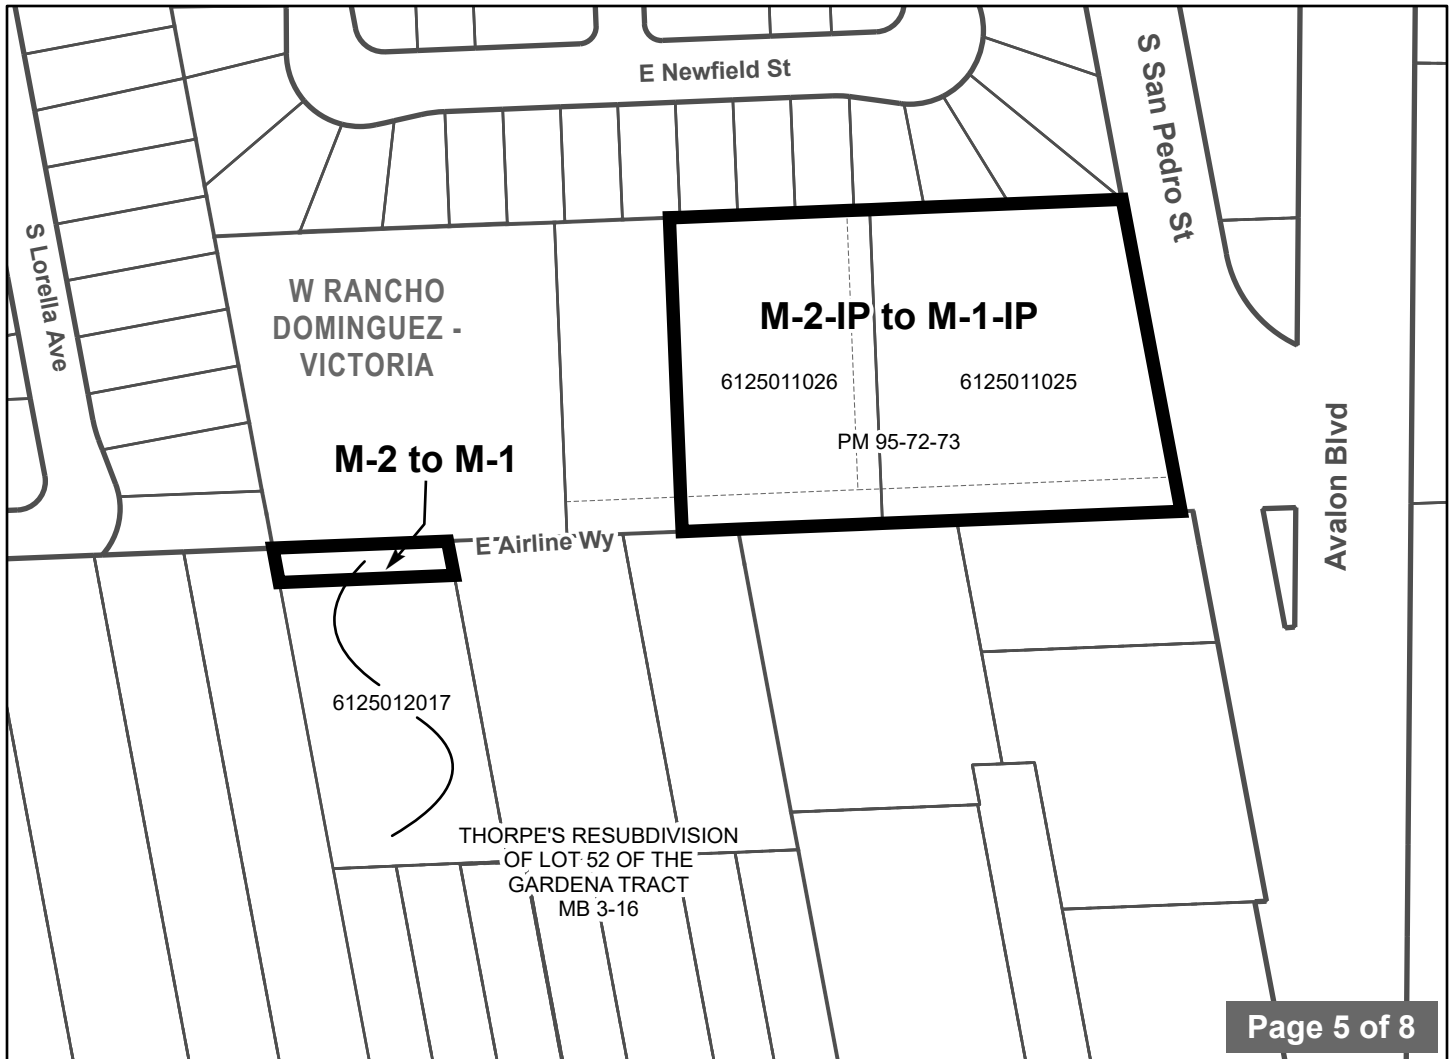 E Newfield St
S San Pedro St
S Lorella Ave
W RANCHO
DOMINGUEZ -
VICTORIA
M-2-IP to M-1-IP
6125011026
6125011025
PM 95-72-73
M-2 to M-1
E Airline Wy
Avalon Blvd
6125012017
THORPE'S RESUBDIVISION
OF LOT 52 OF THE
GARDENA TRACT
MB 3-16
Page 5 of 8